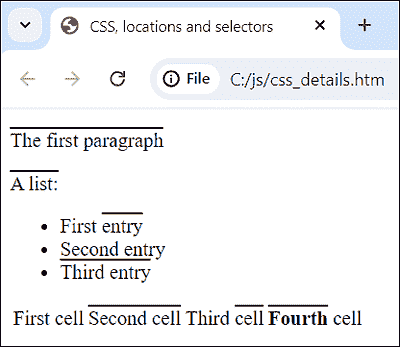 CSS, locations and selectors
File C:/js/css_details.htm
The first paragraph
A list:
• First entry
• Second entry
• Third entry
First cell Second cell Third cell Fourth cell